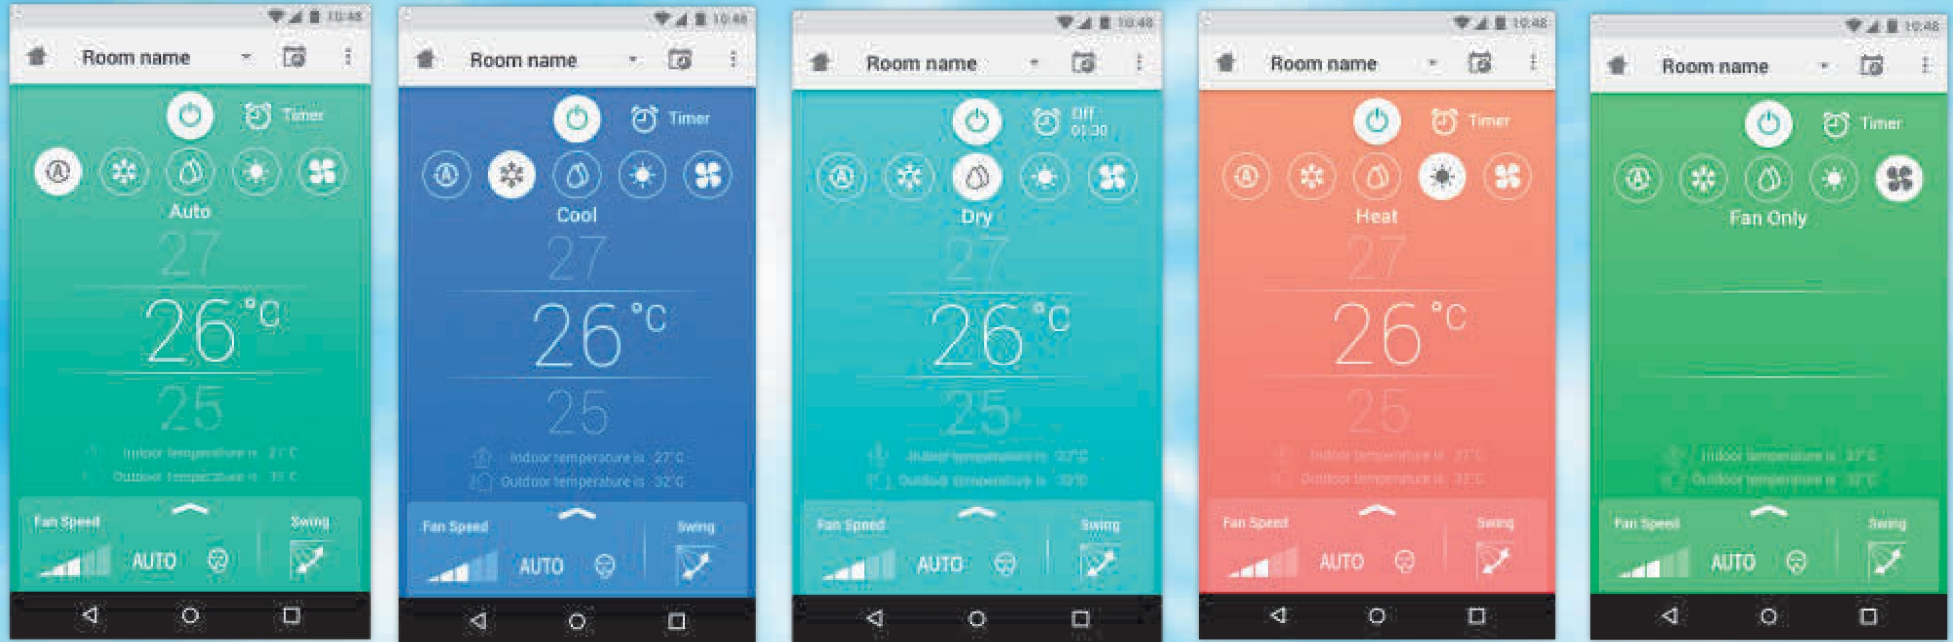 10:48
Room name
Timer
Auto
27
26°C
25
Indoor temperature is
Outdoor temperature is
Fan Speed
Swing
AUTO
10:48
Room name
Timer
Cool
27
26°C
25
Indoor temperature is 27°C
Outdoor temperature is 32°C
Fan Speed
Swing
AUTO
10:48
Room name
Off
01:30
Dry
27
26°C
25
Indoor temperature is
Outdoor temperature is
Fan Speed
Swing
AUTO
10:48
Room name
Timer
Heat
27
26°C
25
Indoor temperature is 27°C
Outdoor temperature is 32°C
Fan Speed
Swing
AUTO
10:48
Room name
Timer
Fan Only
Indoor temperature is
Outdoor temperature is
Fan Speed
Swing
AUTO